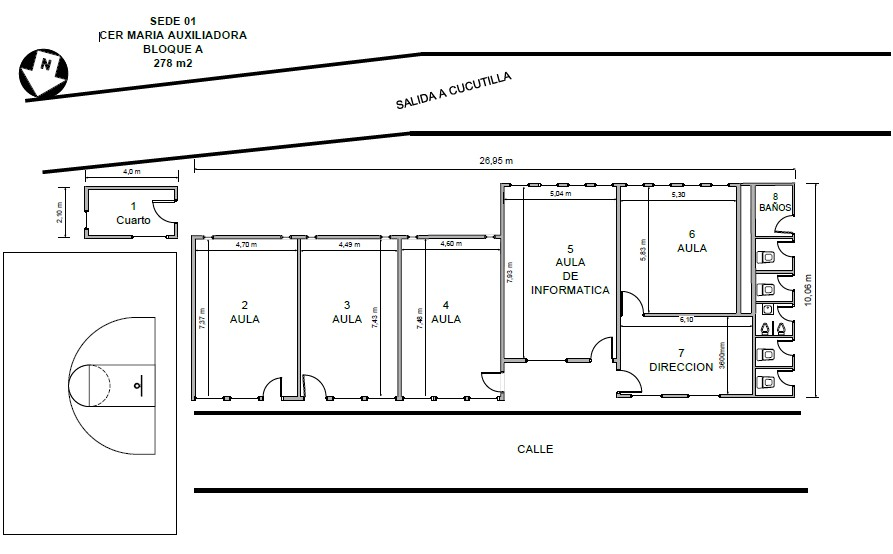 SEDE 01
CER MARIA AUXILIADORA
BLOQUE A
278 m2
N
SALIDA A CUCUTILLA
26,95 m
4,0 m
2,10 m
1
Cuarto
5,04 m
5,30
8
BAÑOS
4,70 m
4,49 m
4,60 m
7,93 m
5
AULA
DE
INFORMATICA
5,83 m
6
AULA
10,06 m
7,37 m
2
AULA
3
AULA
7,43 m
7,48 m
4
AULA
6,10
7
DIRECCION
3600mm
CALLE